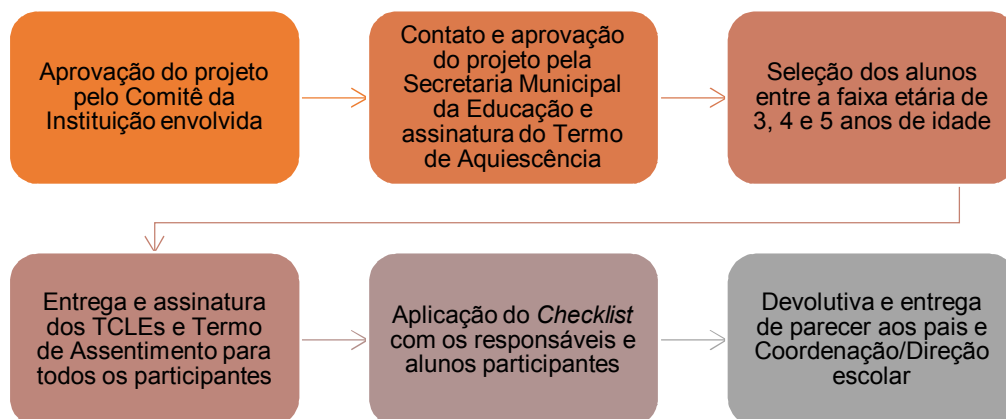 Aprovação do projeto
pelo Comitê da
Instituição envolvida
Contato e aprovação
do projeto pela
Secretaria Municipal
da Educação e
assinatura do Termo
de Aquiescência
Seleção dos alunos
entre a faixa etária de
3, 4 e 5 anos de idade
Entrega e assinatura
dos TCLEs e Termo
de Assentimento para
todos os participantes
Aplicação do Checklist
com os responsáveis e
alunos participantes
Devolutiva e entrega
de parecer aos pais e
Coordenação/Direção
escolar